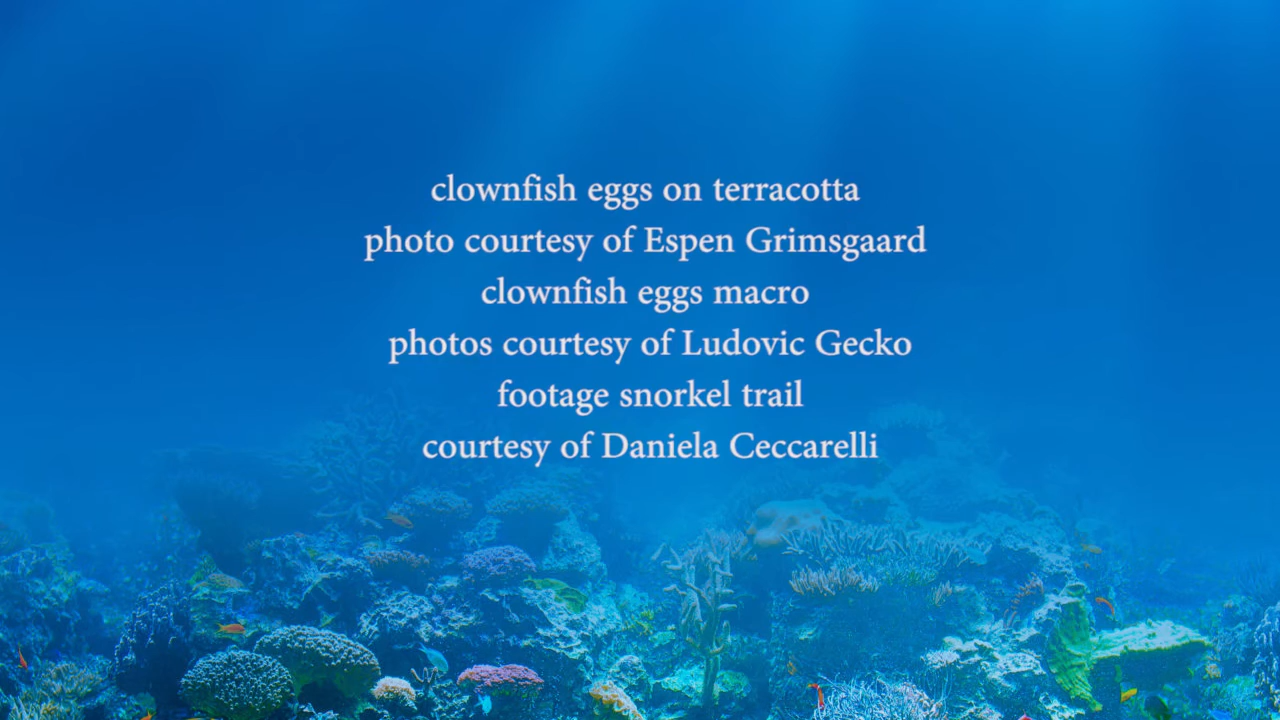 clownfish eggs on terracotta
photo courtesy of Espen Grimsgaard
clownfish eggs macro
photos courtesy of Ludovic Gecko
footage snorkel trail
courtesy of Daniela Ceccarelli